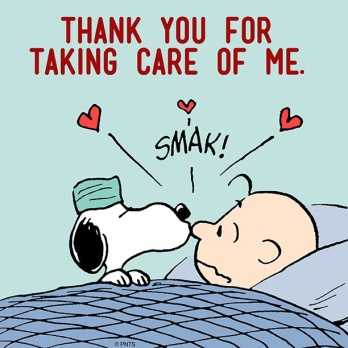 THANK YOU FOR
TAKING CARE OF ME.
SMAK!
© PNTS